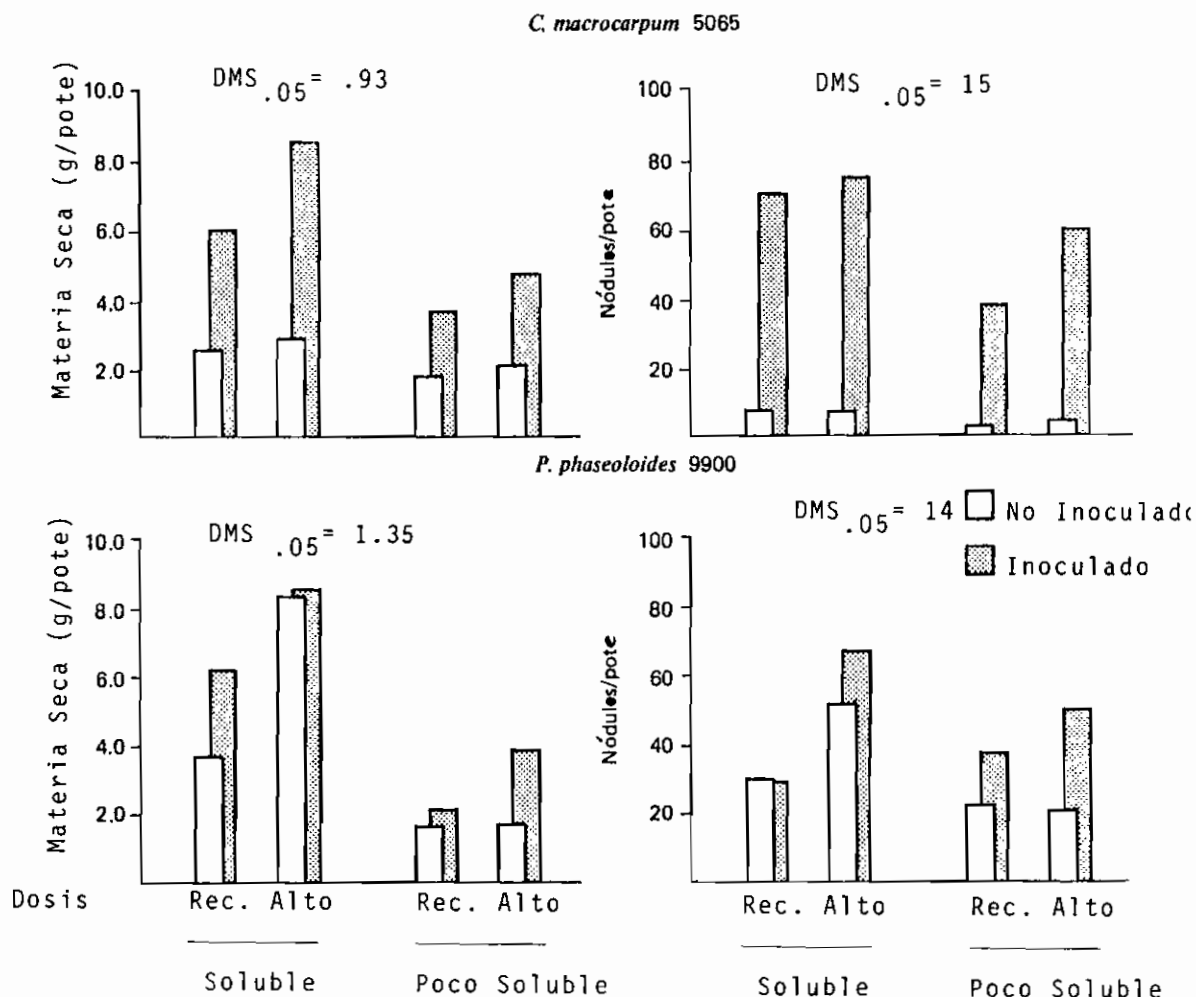 C. macrocarpum 5065
DMS .05 = .93
Materia Seca (g/pote)
10.0
8.0
6.0
4.0
2.0
DMS .05 = 15
Nódulos/pote
100
80
60
40
20
P. phaseoloides 9900
DMS .05 = 1.35
Materia Seca (g/pote)
10.0
8.0
6.0
4.0
2.0
DMS .05 = 14
No Inoculado
Inoculado
Nódulos/pote
100
80
60
40
20
Dosis Rec. Alto Rec. Alto Rec. Alto Rec. Alto
Soluble Poco Soluble Soluble Poco Soluble